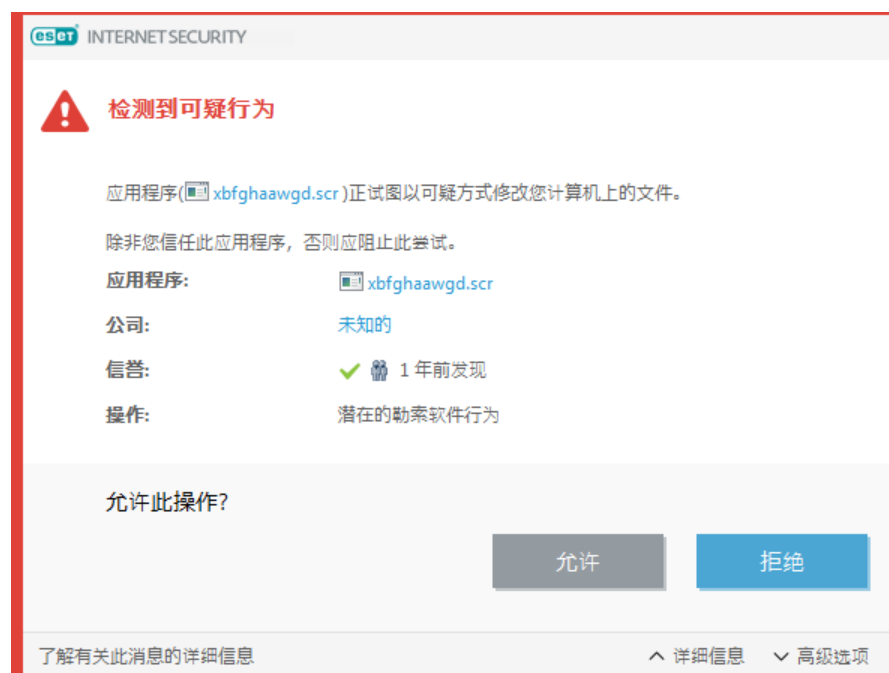 eset INTERNET SECURITY
检测到可疑行为
应用程序(xbfghaawgd.scr)正试图以可疑方式修改您计算机上的文件。
除非您信任此应用程序，否则应阻止此尝试。
应用程序: xbfghaawgd.scr
公司: 未知的
信誉: 1 年前发现
操作: 潜在的勒索软件行为
允许此操作?
允许 拒绝
了解有关此消息的详细信息 详细信息 高级选项